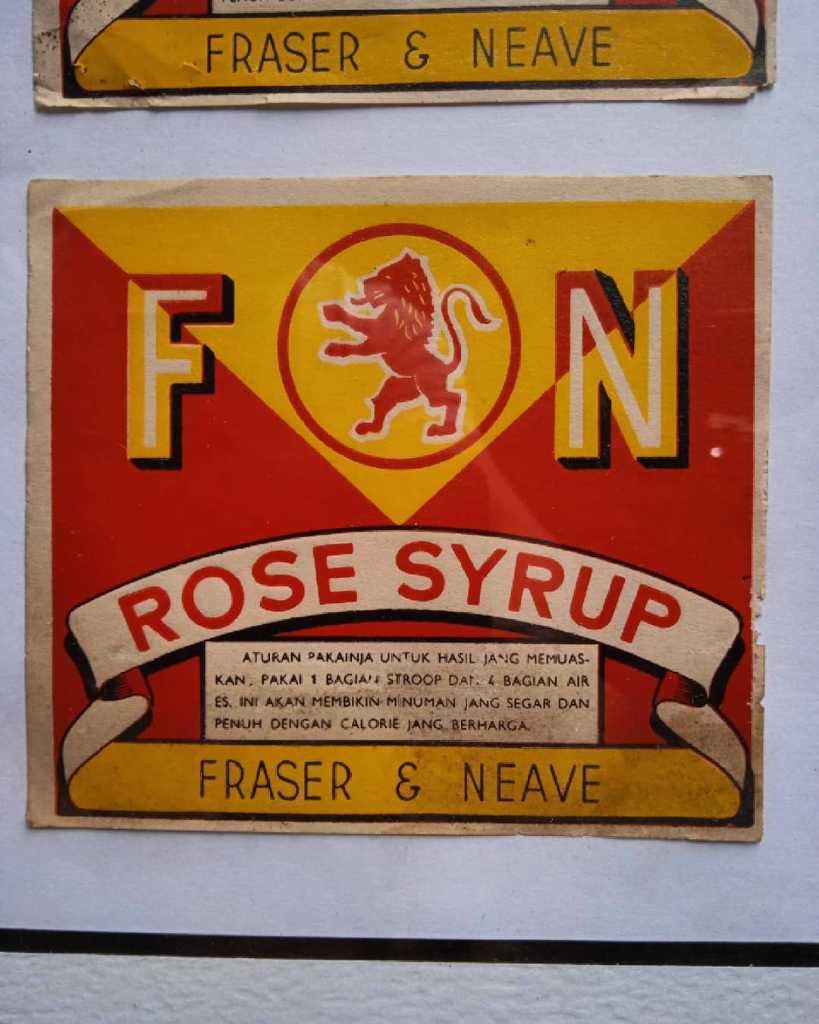 FRASER & NEAVE
F N
ROSE SYRUP
ATURAN PAKAINJA UNTUK HASIL JANG MEMUAS-
KAN, PAKAI 1 BAGIAN STROOP DAN 4 BAGIAN AIR
ES. INI AKAN MEMBIKIN MINUMAN JANG SEGAR DAN
PENUH DENGAN CALORIE JANG BERHARGA.
FRASER & NEAVE